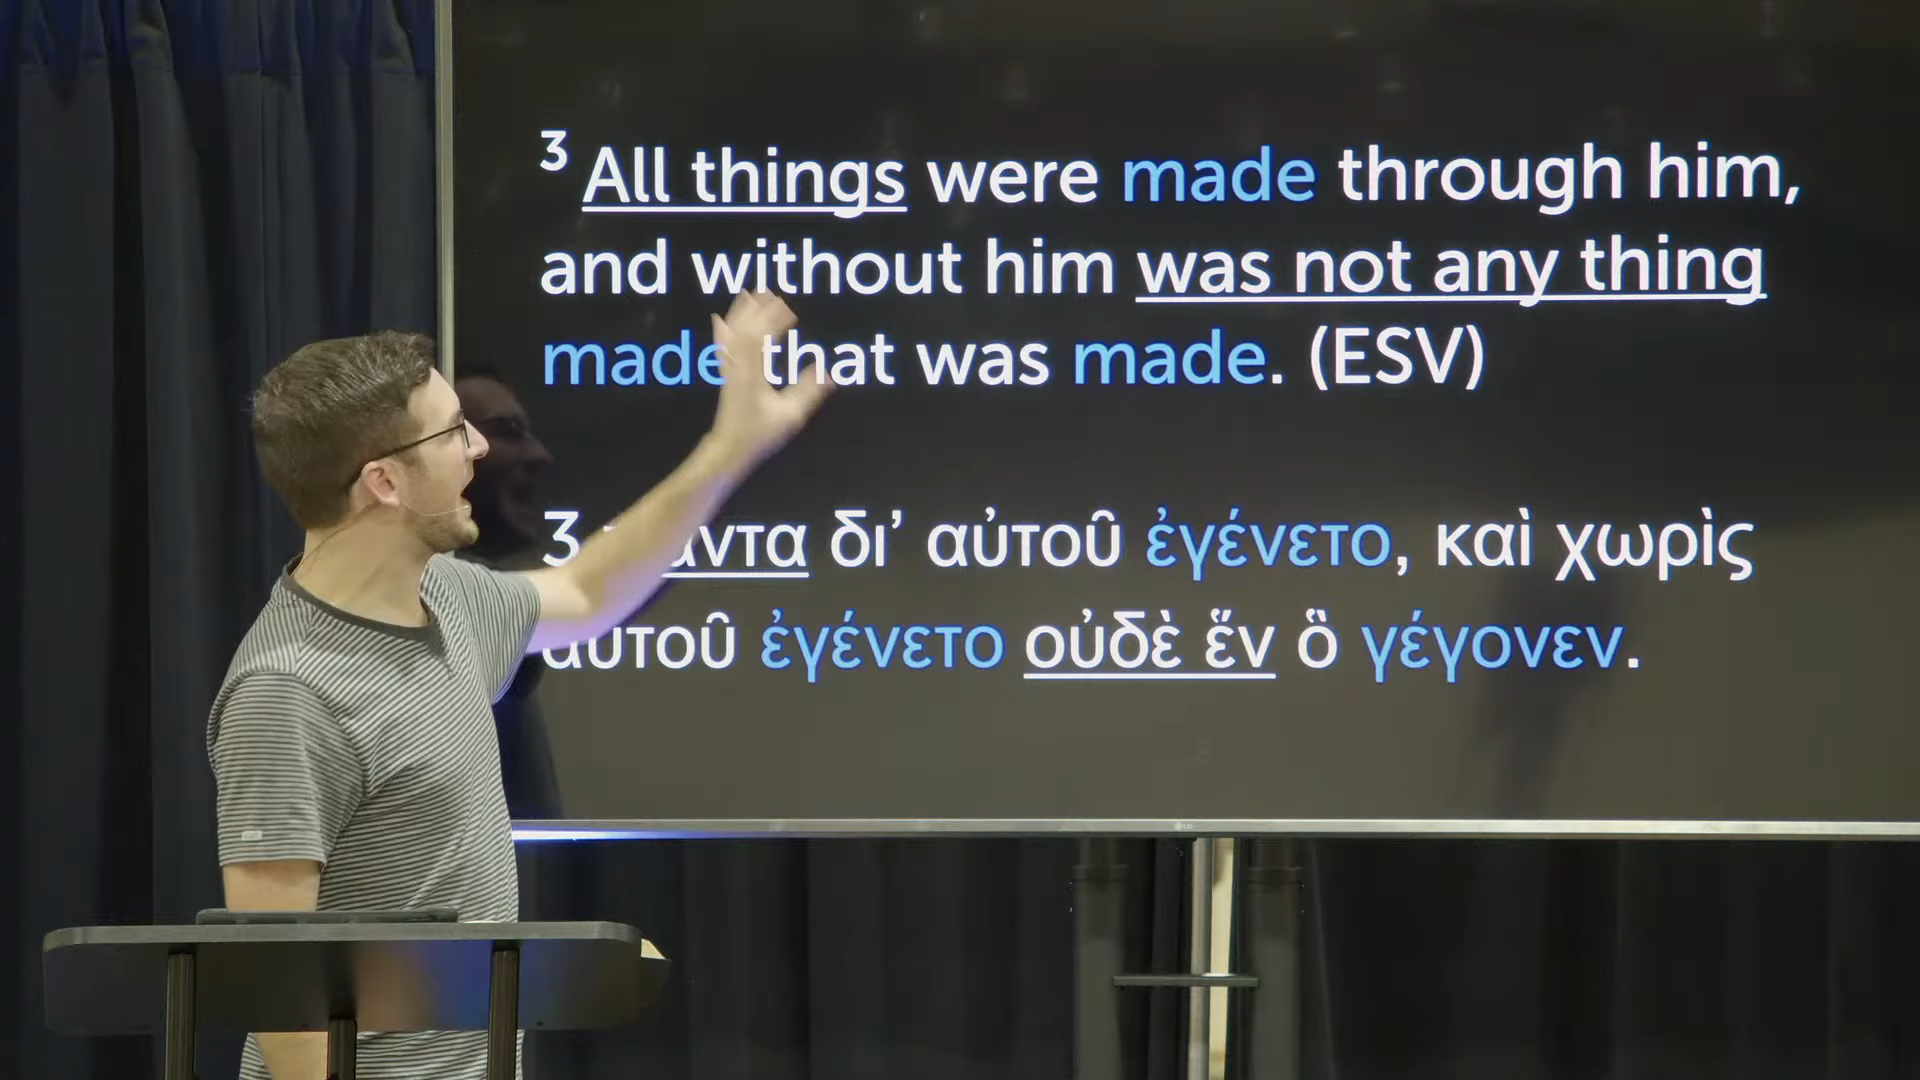 3 All things were made through him,
and without him was not any thing
made that was made. (ESV)
3 δι’ αὐτοῦ ἐγένετο, καὶ χωρὶς
αὐτοῦ ἐγένετο οὐδὲ ἕν ὃ γέγονεν.
LG